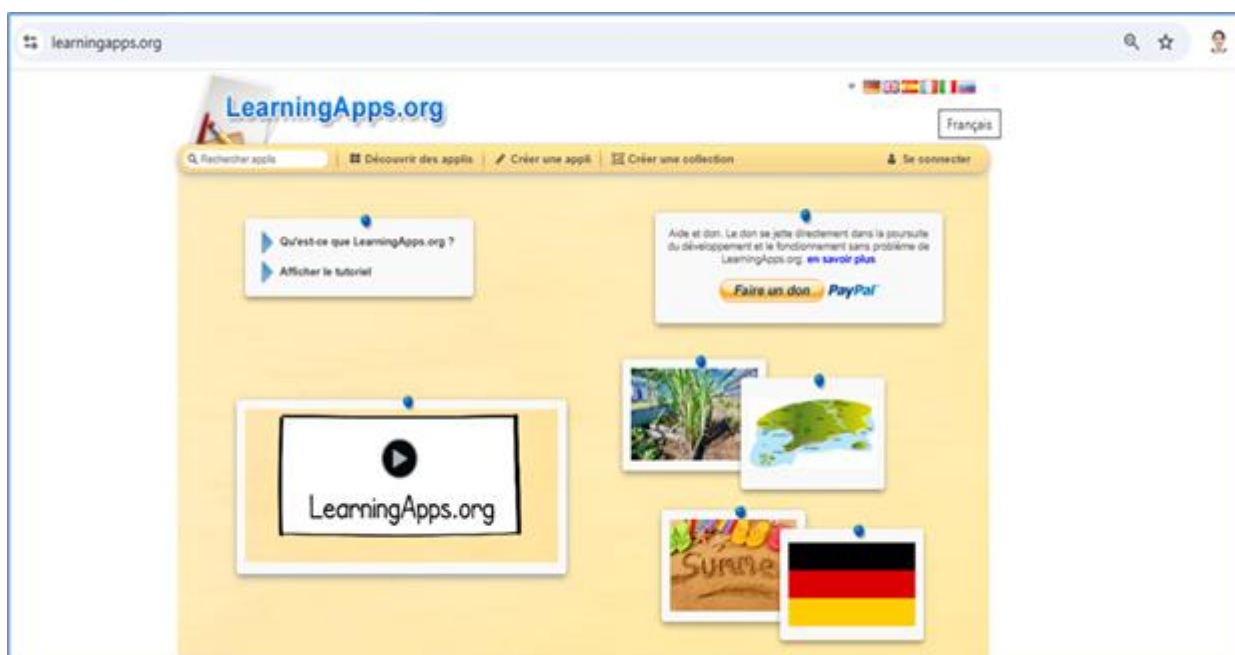 learningapps.org
LearningApps.org
Français
Rechercher applis
Découvrir des applis
Créer une appli
Créer une collection
Se connecter
Qu'est-ce que LearningApps.org ?
Afficher le tutoriel
Aide et don. Le don se jette directement dans la poursuite
du développement et le fonctionnement sans problème de
LearningApps.org. en savoir plus
Faire un don PayPal
LearningApps.org
SUMME